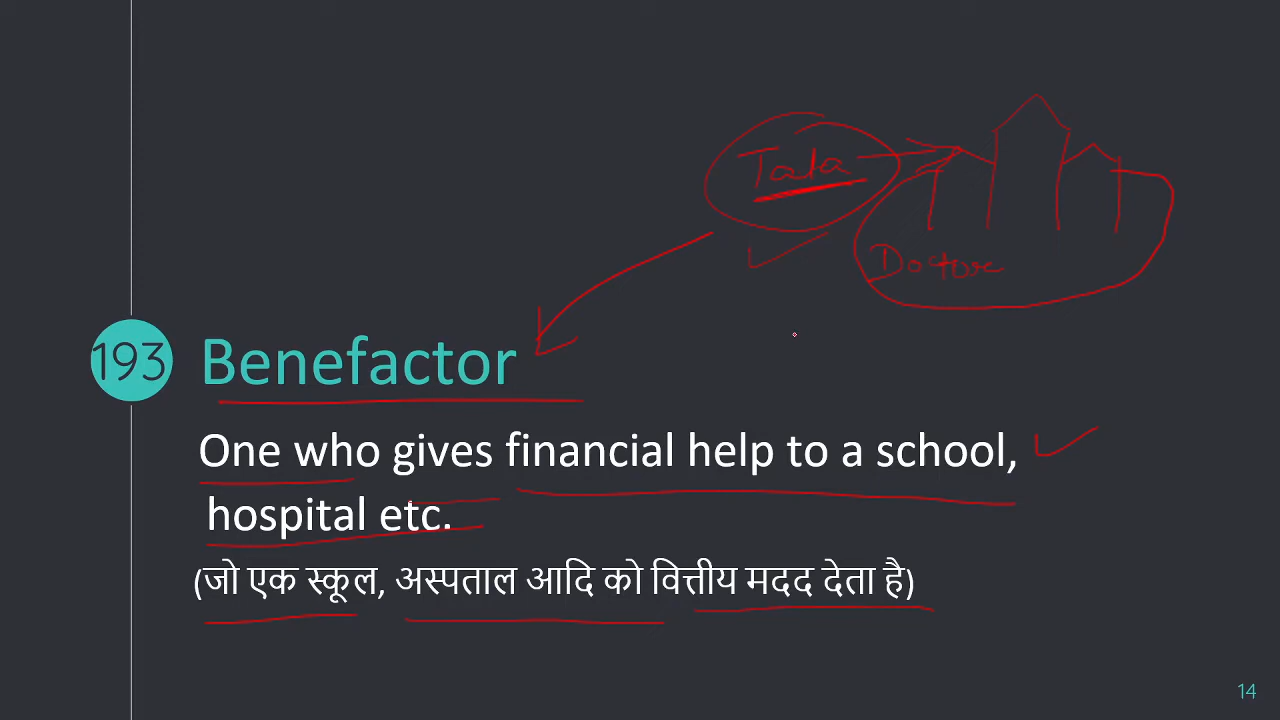 Tata
Doctor
193 Benefactor
One who gives financial help to a school,
hospital etc.
(जो एक स्कूल, अस्पताल आदि को वित्तीय मदद देता है)
14